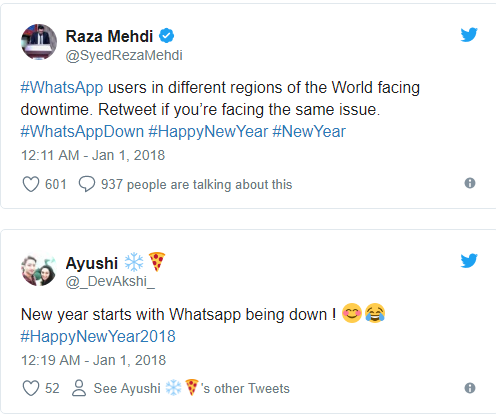 Raza Mehdi
@SyedRezaMehdi
#WhatsApp users in different regions of the World facing
downtime. Retweet if you’re facing the same issue.
#WhatsAppDown #HappyNewYear #NewYear
12:11 AM - Jan 1, 2018
601 937 people are talking about this
Ayushi ❄️🍕
@_DevAkshi_
New year starts with Whatsapp being down ! 😊😂
#HappyNewYear2018
12:19 AM - Jan 1, 2018
52 See Ayushi ❄️🍕's other Tweets